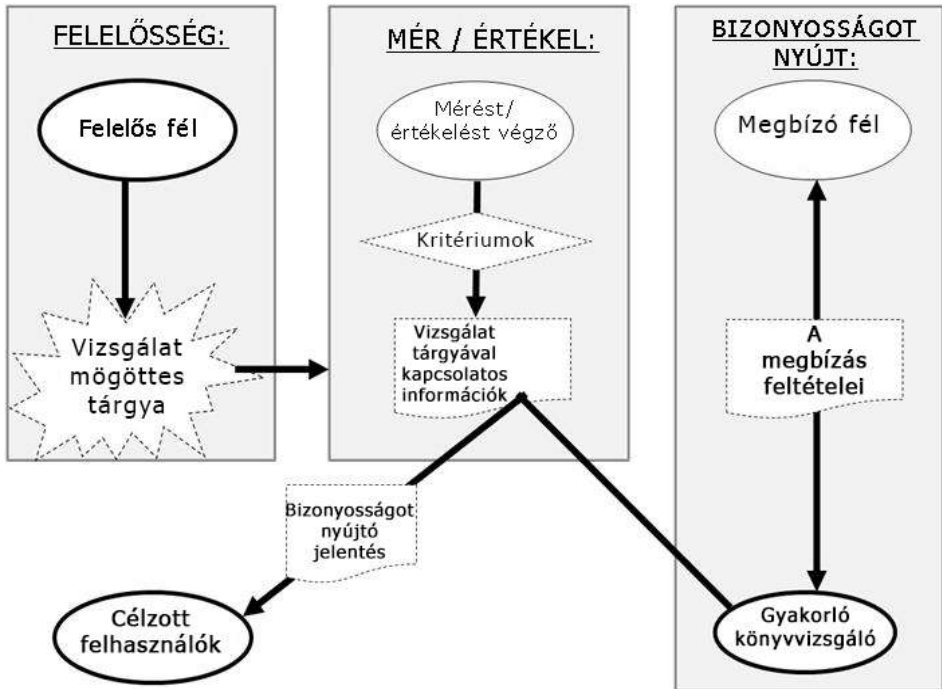 FELELŐSSÉG:
Felelős fél
Vizsgálat
mögöttes
tárgya
MÉR / ÉRTÉKEL:
Mérést/
értékelést végző
Kritériumok
Vizsgálat
tárgyával
kapcsolatos
információk
BIZONYOSSÁGOT
NYÚJT:
Megbízó fél
A
megbízás
feltételei
Bizonyosságot
nyújtó
jelentés
Célzott
felhasználók
Gyakorló
könyvvizsgáló